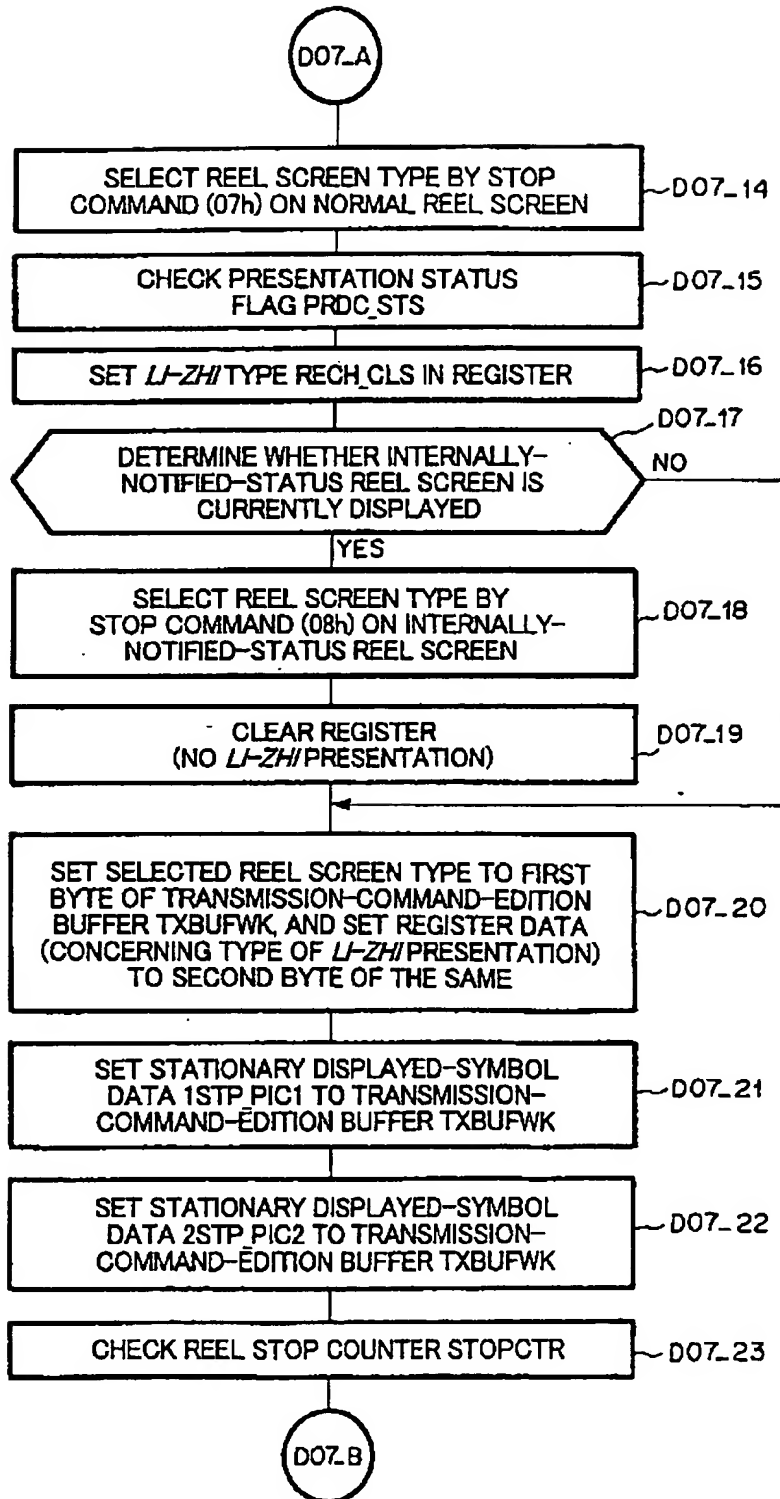 D07_A
SELECT REEL SCREEN TYPE BY STOP
COMMAND (07h) ON NORMAL REEL SCREEN
D07_14
CHECK PRESENTATION STATUS
FLAG PRDC_STS
D07_15
SET LI-ZHI TYPE RECH_CLS IN REGISTER
D07_16
D07_17
DETERMINE WHETHER INTERNALLY-
NOTIFIED-STATUS REEL SCREEN IS
CURRENTLY DISPLAYED
NO
YES
SELECT REEL SCREEN TYPE BY
STOP COMMAND (08h) ON INTERNALLY-
NOTIFIED-STATUS REEL SCREEN
D07_18
CLEAR REGISTER
(NO LI-ZHI PRESENTATION)
D07_19
SET SELECTED REEL SCREEN TYPE TO FIRST
BYTE OF TRANSMISSION-COMMAND-EDITION
BUFFER TXBUFWK, AND SET REGISTER DATA
(CONCERNING TYPE OF LI-ZHI PRESENTATION)
TO SECOND BYTE OF THE SAME
D07_20
SET STATIONARY DISPLAYED-SYMBOL
DATA 1STP_PIC1 TO TRANSMISSION-
COMMAND-EDITION BUFFER TXBUFWK
D07_21
SET STATIONARY DISPLAYED-SYMBOL
DATA 2STP_PIC2 TO TRANSMISSION-
COMMAND-EDITION BUFFER TXBUFWK
D07_22
CHECK REEL STOP COUNTER STOPCTR
D07_23
D07_B